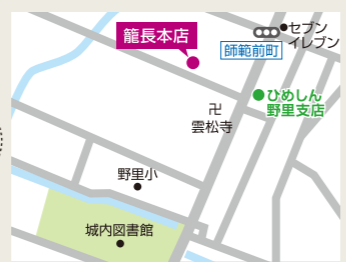 籠長本店
セブン
イレブン
師範前町
ひめしん
野里支店
卍
雲松寺
野里小
城内図書館